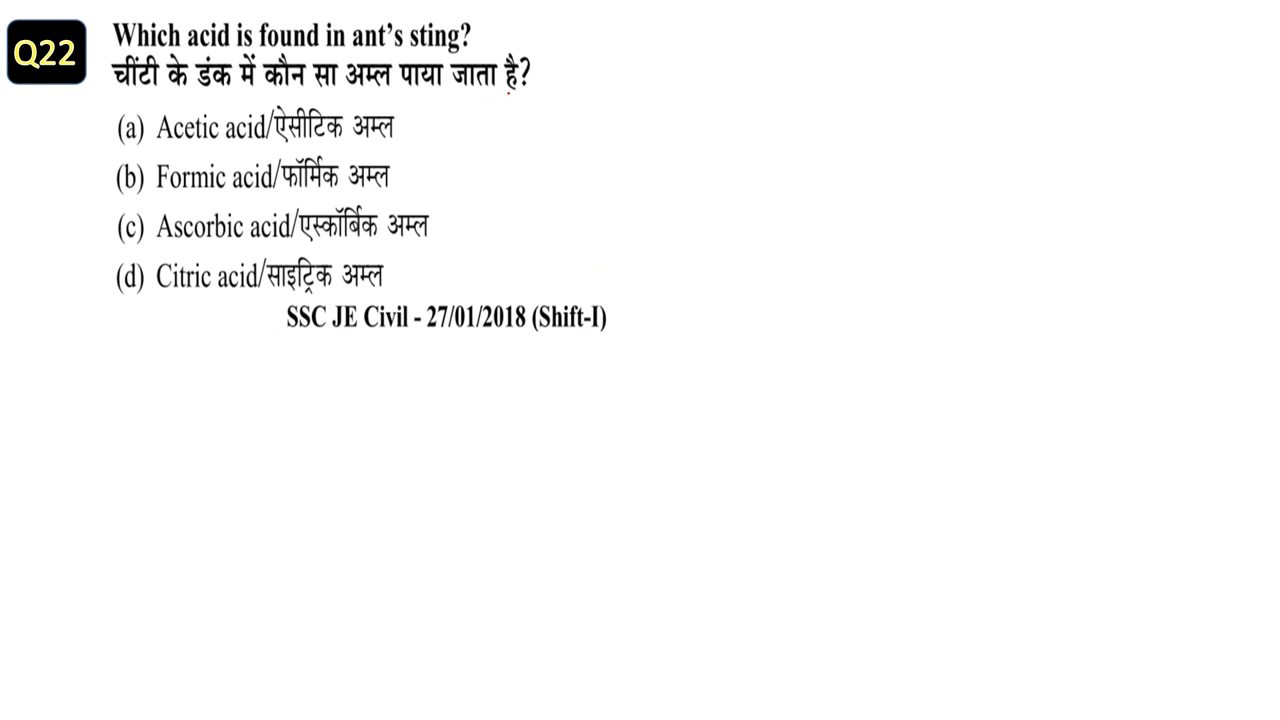 Q22
Which acid is found in ant's sting?
चींटी के डंक में कौन सा अम्ल पाया जाता है?
(a) Acetic acid/ऐसीटिक अम्ल
(b) Formic acid/फॉर्मिक अम्ल
(c) Ascorbic acid/एस्कॉर्बिक अम्ल
(d) Citric acid/साइट्रिक अम्ल
SSC JE Civil - 27/01/2018 (Shift-I)